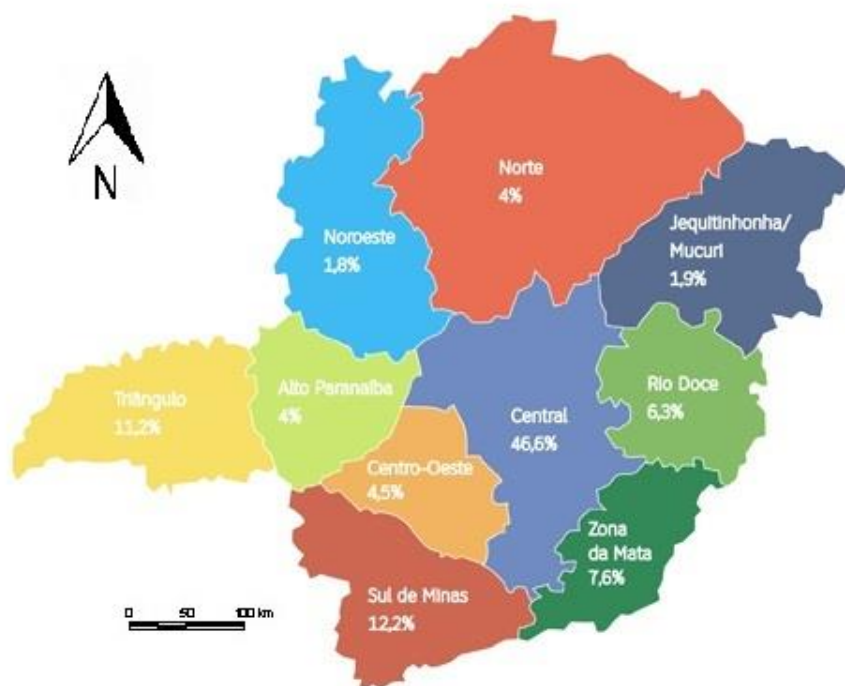 N
Norte
4%
Noroeste
1,8%
Jequitinhonha/
Mucuri
1,9%
Triângulo
11,2%
Alto Paranaíba
4%
Central
46,6%
Rio Doce
6,3%
Centro-Oeste
4,5%
Zona
da Mata
7,6%
Sul de Minas
12,2%
0 50 100 km